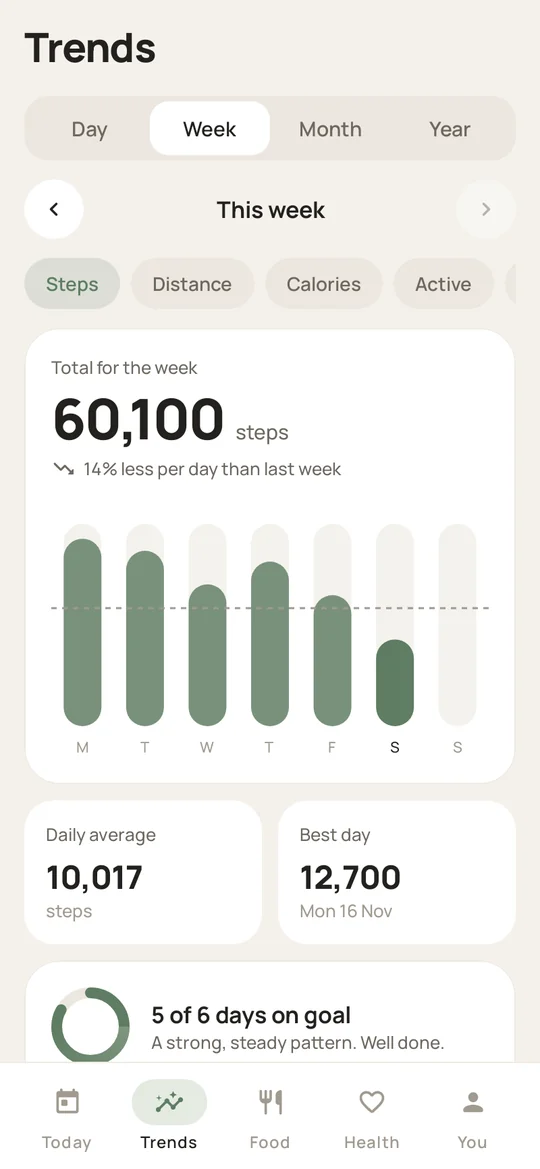 Trends
Day Week Month Year
This week
Steps Distance Calories Active
Total for the week
60,100 steps
14% less per day than last week
M T W T F S S
Daily average
10,017
steps
Best day
12,700
Mon 16 Nov
5 of 6 days on goal
A strong, steady pattern. Well done.
Today Trends Food Health You